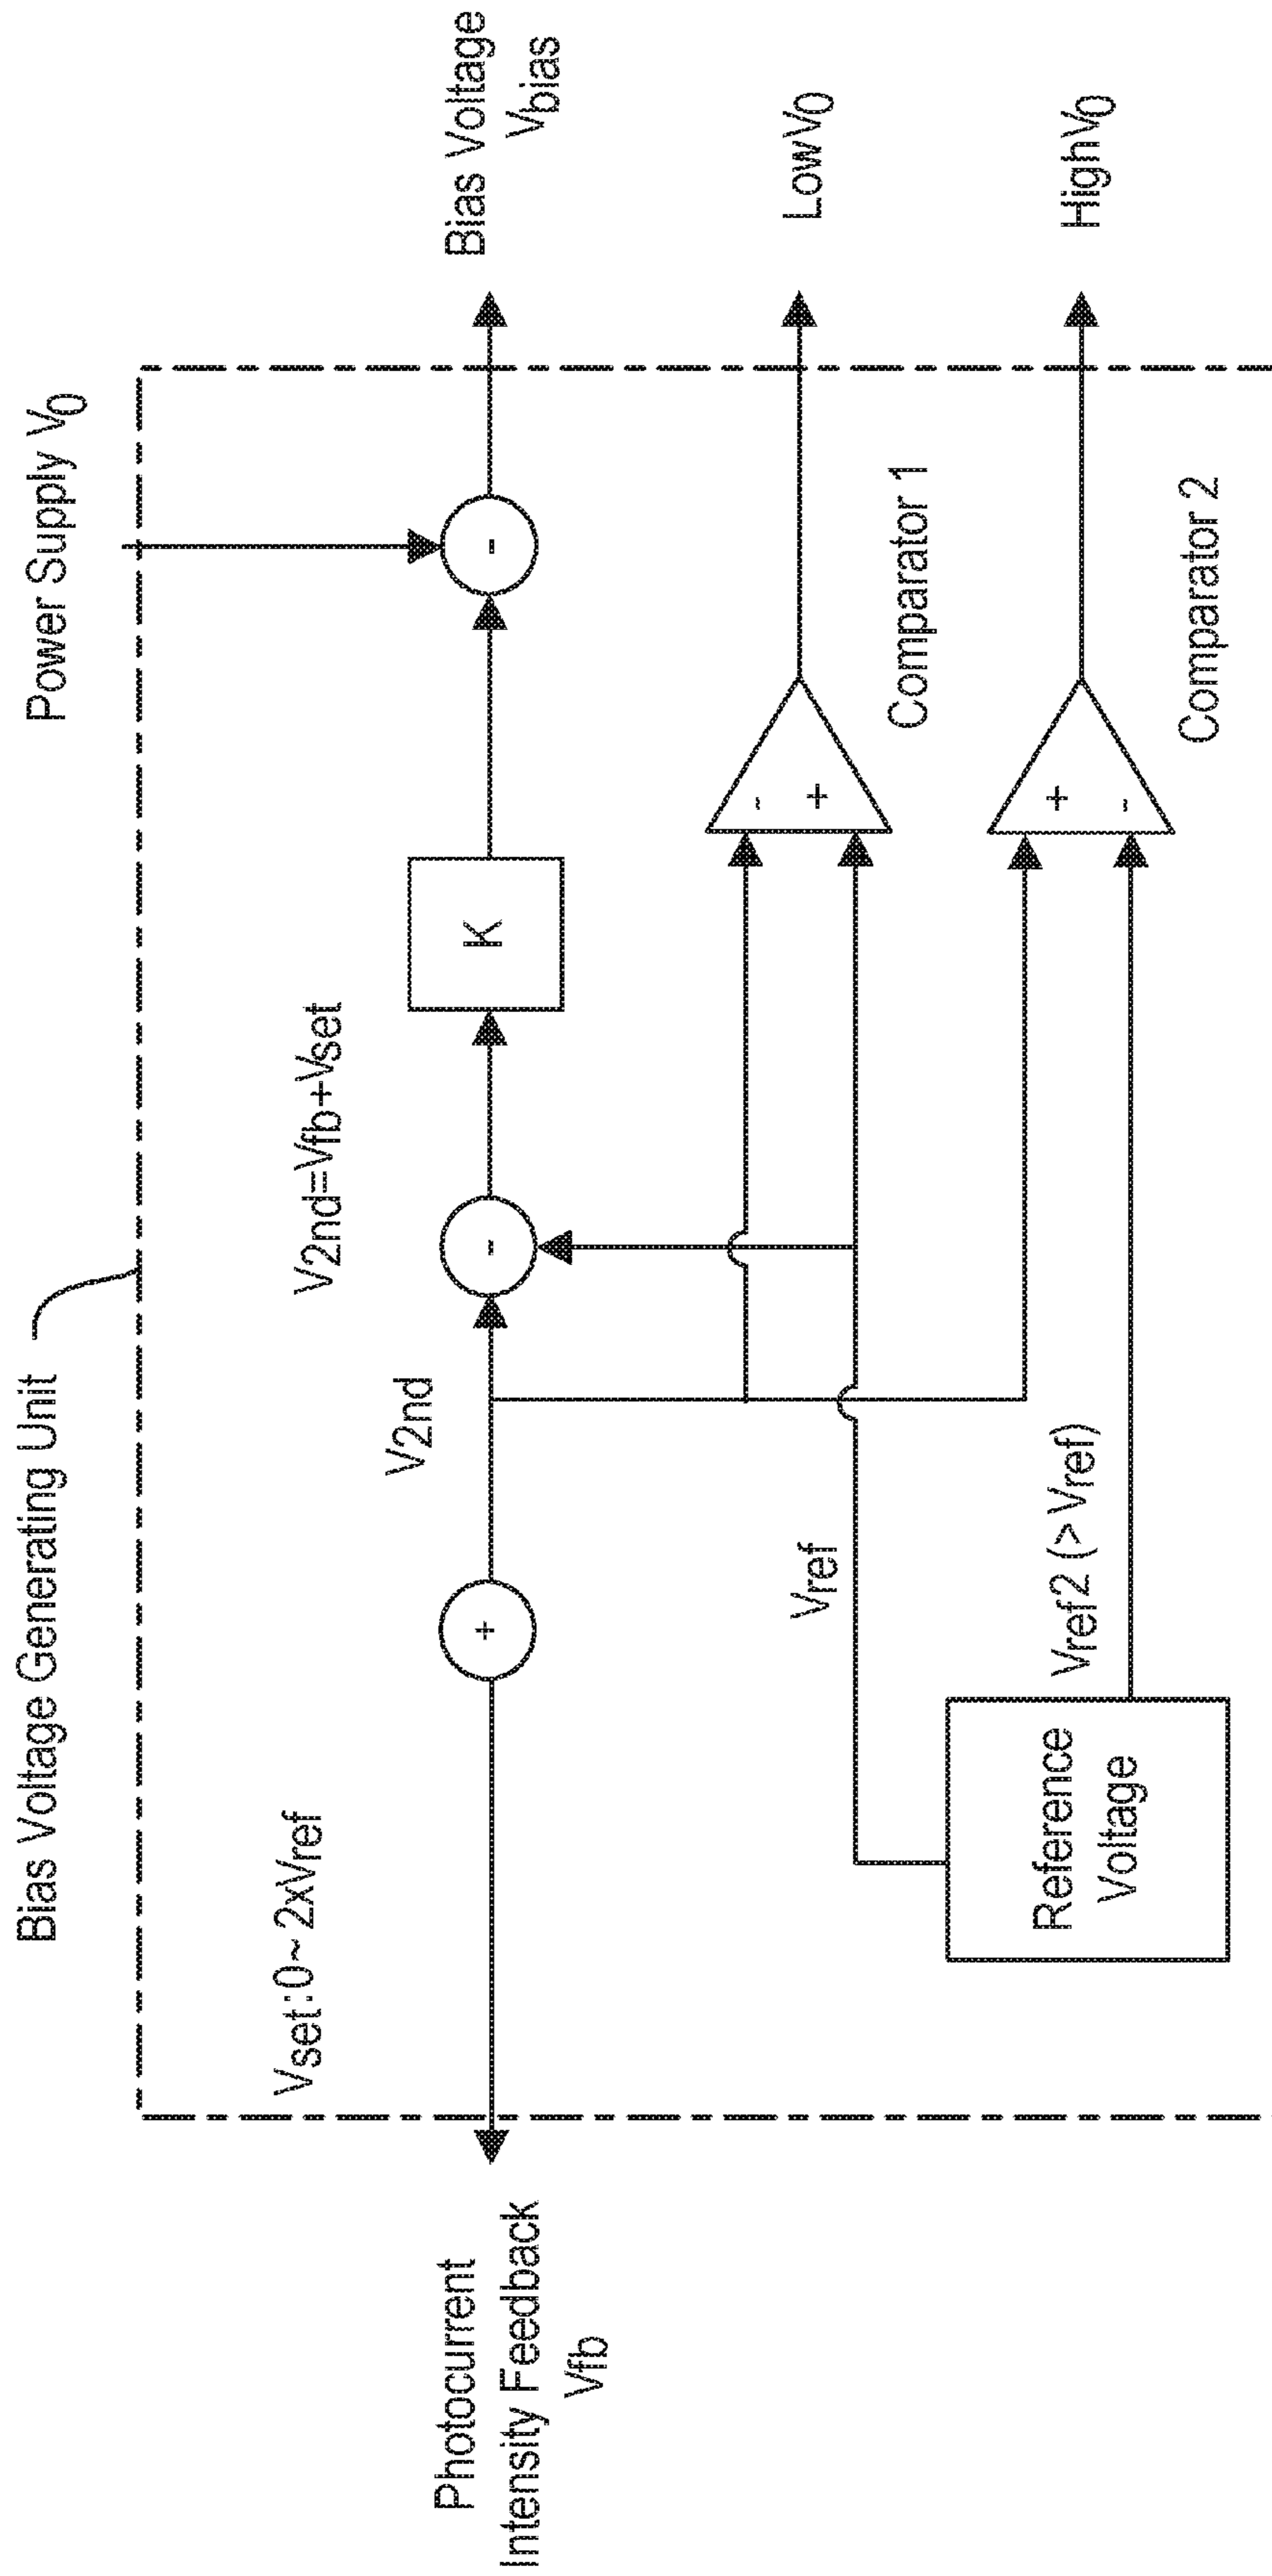 Bias Voltage Generating Unit
Power Supply V0
Vset:0~2xVref
V2nd=Vfb+Vset
V2nd
Photocurrent
Intensity Feedback
Vfb
+
-
K
-
Bias Voltage
Vbias
Vref
-
+
Comparator 1
LowV0
Reference
Voltage
Vref2 (>Vref)
+
-
Comparator 2
HighV0